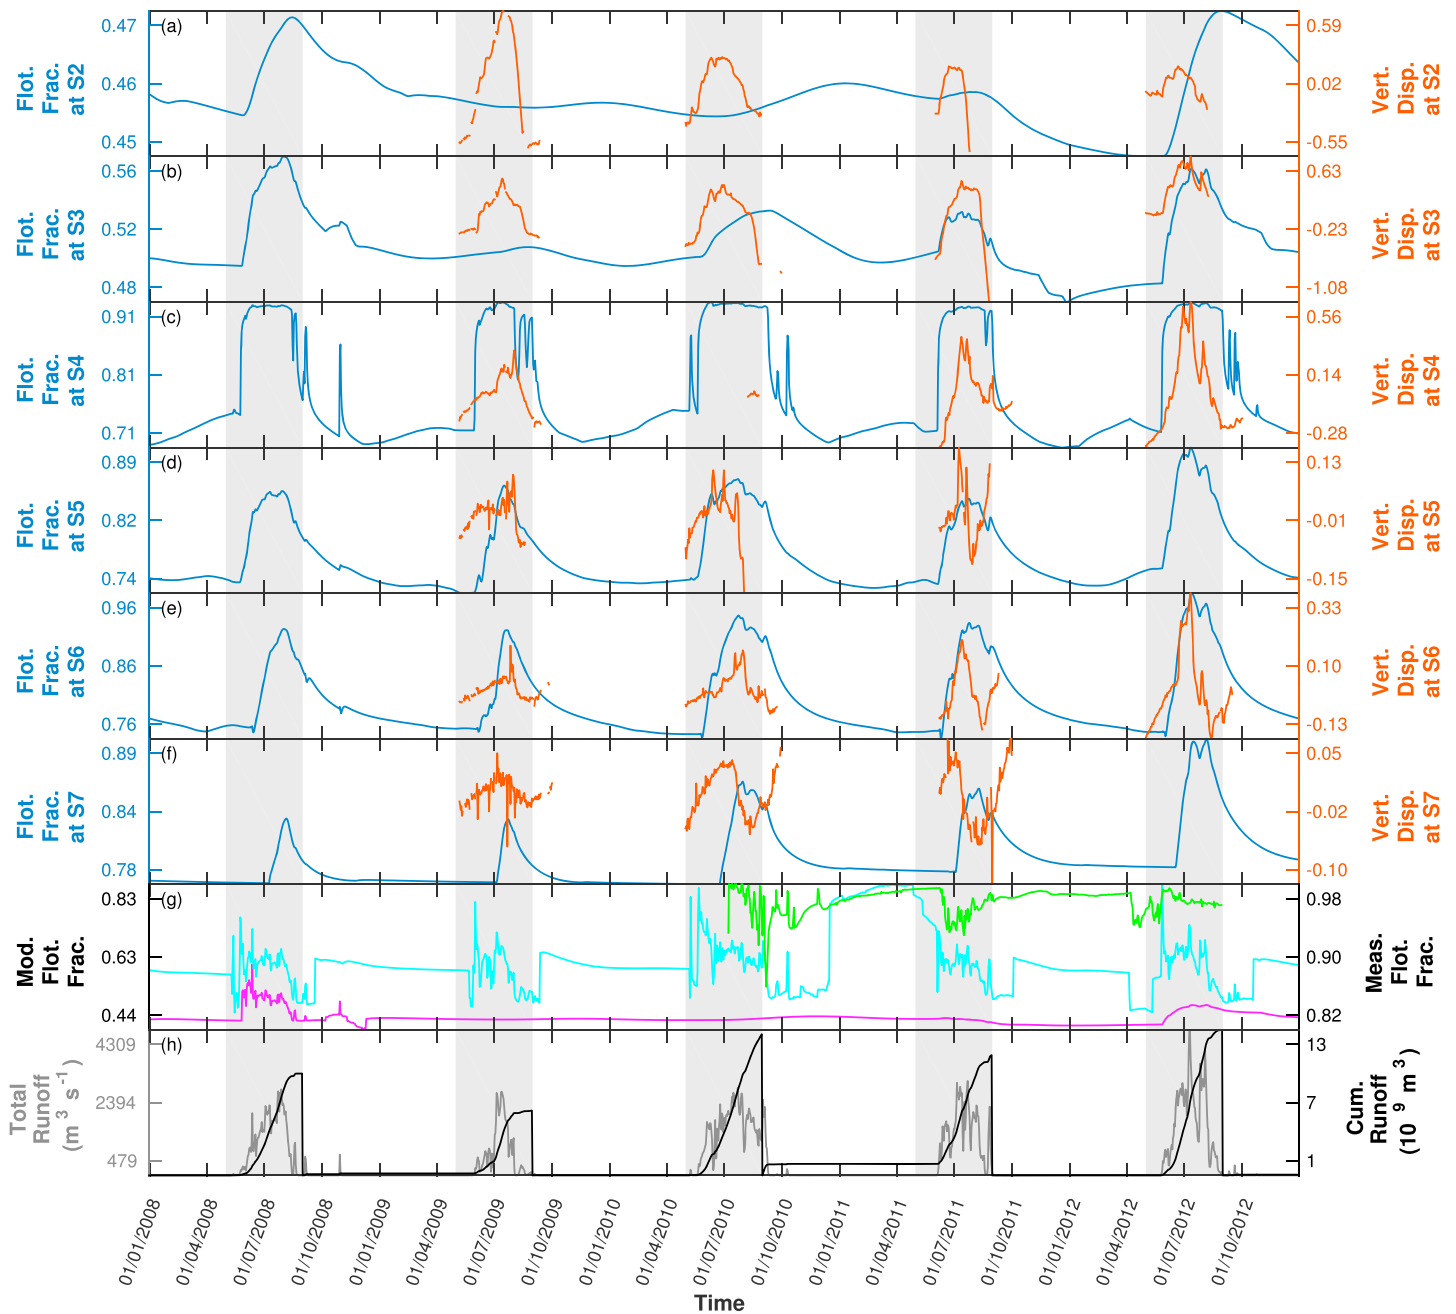 (a)
Flot.
Frac.
at S2
0.47
0.46
0.45
0.59
0.02
-0.55
Vert.
Disp.
at S2
(b)
Flot.
Frac.
at S3
0.56
0.52
0.48
0.63
-0.23
-1.08
Vert.
Disp.
at S3
(c)
Flot.
Frac.
at S4
0.91
0.81
0.71
0.56
0.14
-0.28
Vert.
Disp.
at S4
(d)
Flot.
Frac.
at S5
0.89
0.82
0.74
0.13
-0.01
-0.15
Vert.
Disp.
at S5
(e)
Flot.
Frac.
at S6
0.96
0.86
0.76
0.33
0.10
-0.13
Vert.
Disp.
at S6
(f)
Flot.
Frac.
at S7
0.89
0.84
0.78
0.05
-0.02
-0.10
Vert.
Disp.
at S7
(g)
Mod.
Flot.
Frac.
0.83
0.63
0.44
0.98
0.90
0.82
Meas.
Flot.
Frac.
(h)
Total
Runoff
(m³ s⁻¹)
4309
2394
479
13
7
1
Cum.
Runoff
(10⁹ m³)
01/01/2008
01/04/2008
01/07/2008
01/10/2008
01/01/2009
01/04/2009
01/07/2009
01/10/2009
01/01/2010
01/04/2010
01/07/2010
01/10/2010
01/01/2011
01/04/2011
01/07/2011
01/10/2011
01/01/2012
01/04/2012
01/07/2012
01/10/2012
Time